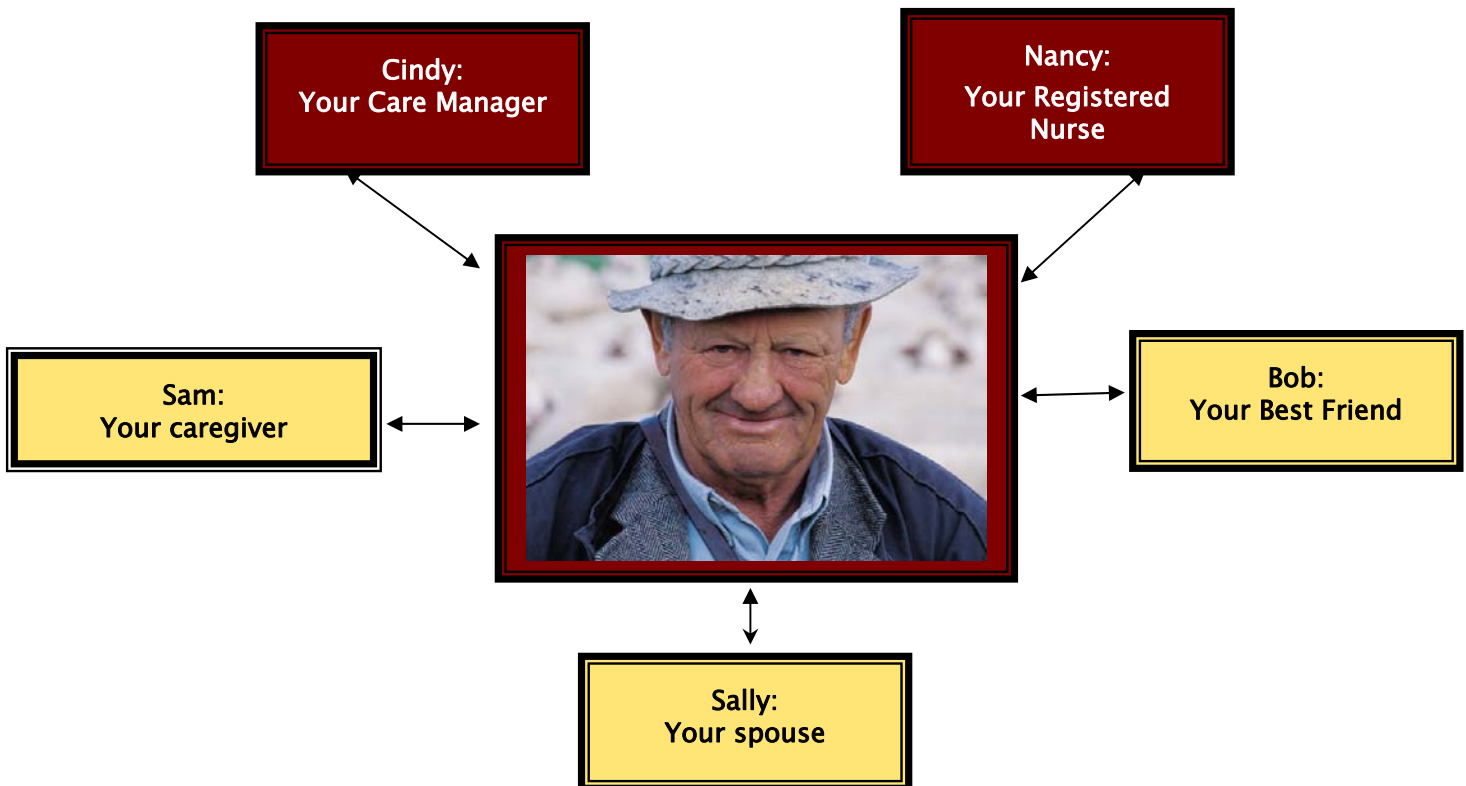 Cindy:
Your Care Manager
Nancy:
Your Registered
Nurse
Sam:
Your caregiver
Bob:
Your Best Friend
Sally:
Your spouse